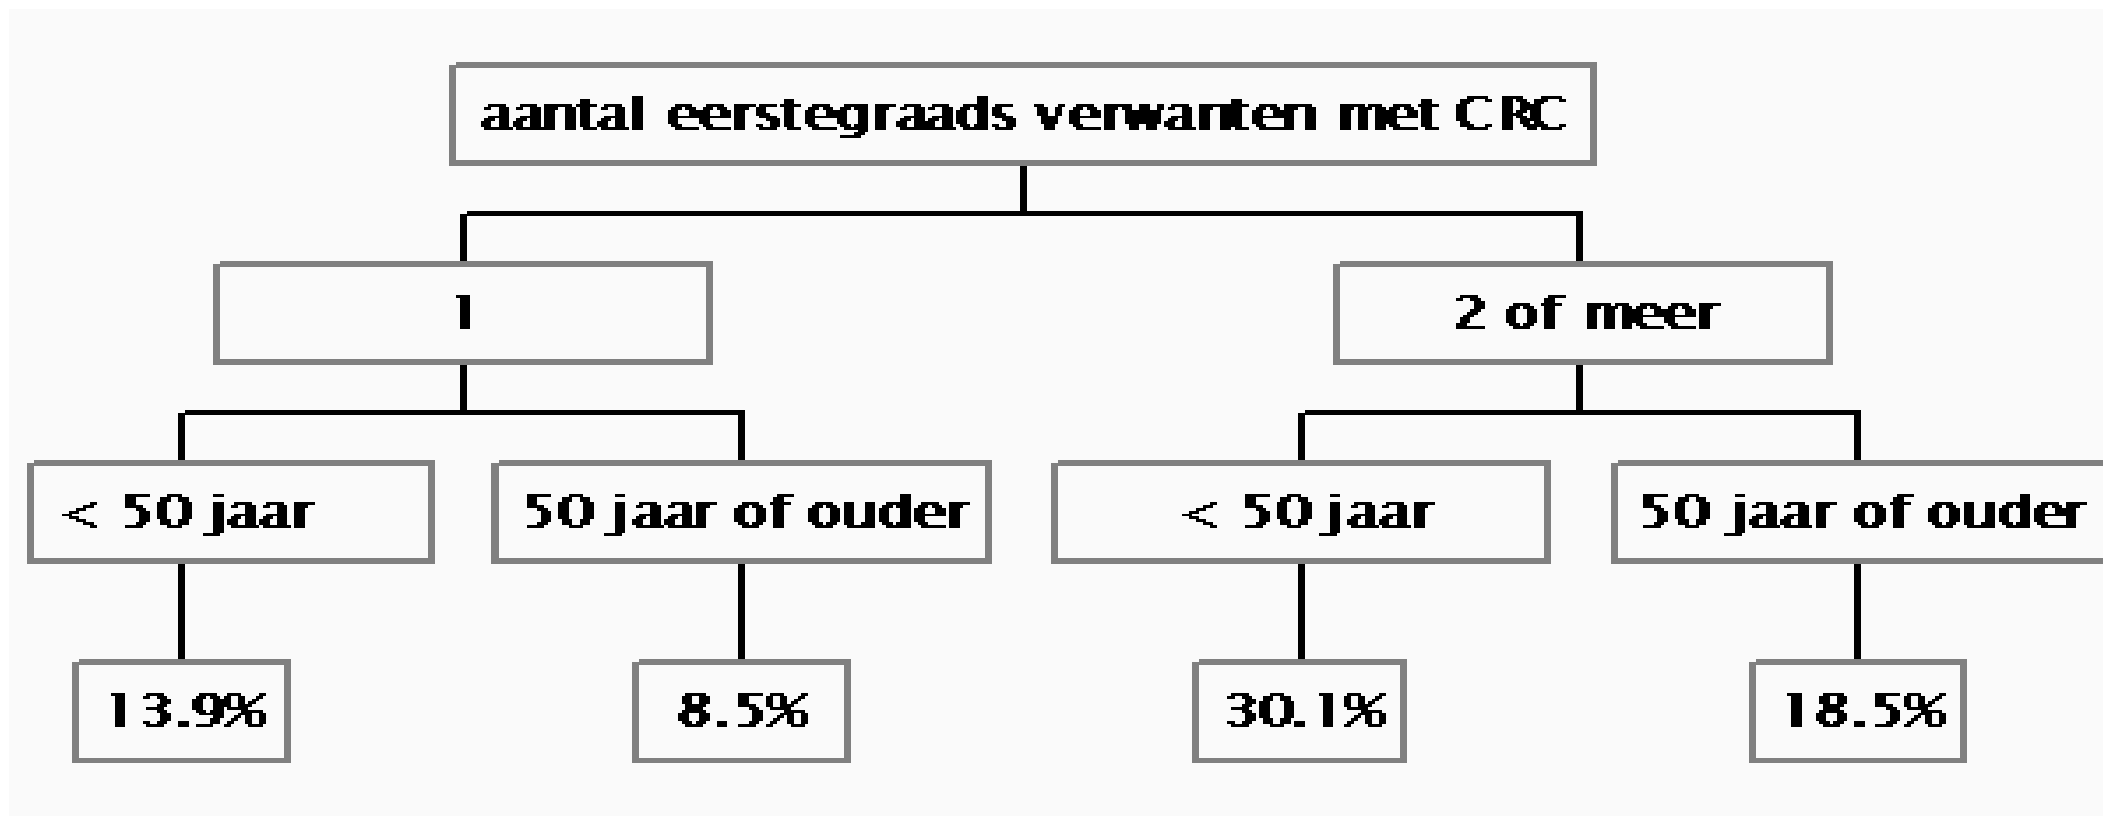 aantal eerstegraads verwanten met CRC
1
2 of meer
< 50 jaar
50 jaar of ouder
< 50 jaar
50 jaar of ouder
13.9%
8.5%
30.1%
18.5%